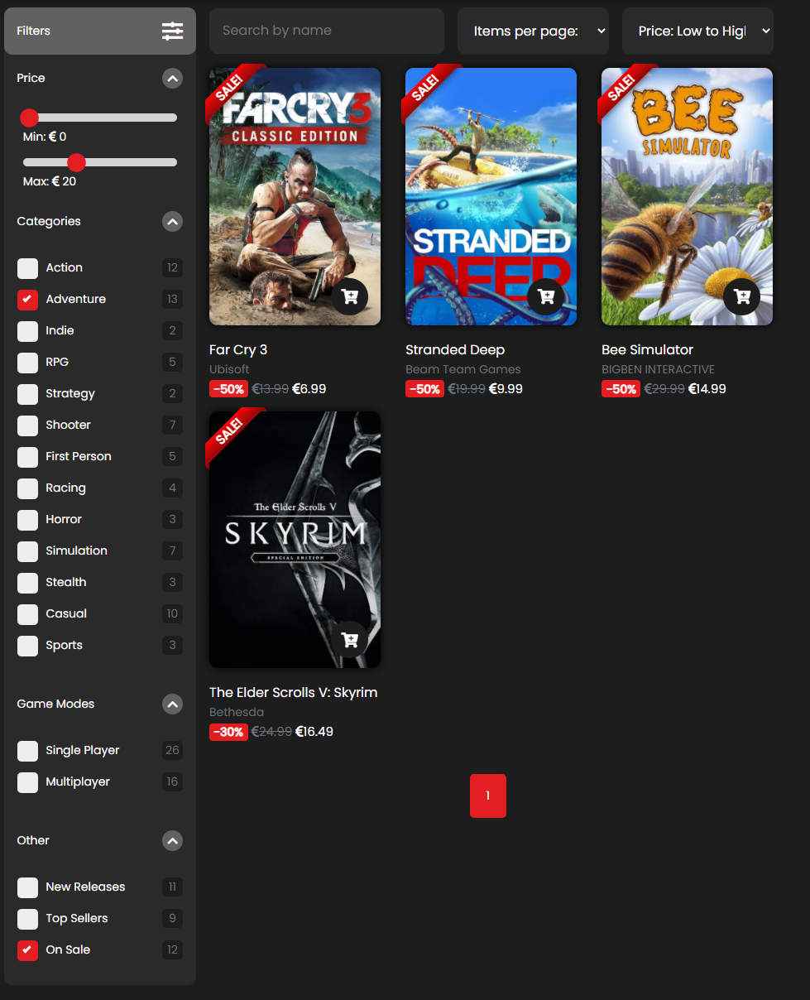 Filters
Search by name
Items per page:
Price: Low to High
Price
Min: € 0
Max: € 20
Categories
Action 12
Adventure 13
Indie 2
RPG 5
Strategy 2
Shooter 7
First Person 5
Racing 4
Horror 3
Simulation 7
Stealth 3
Casual 10
Sports 3
Game Modes
Single Player 26
Multiplayer 16
Other
New Releases 11
Top Sellers 9
On Sale 12
SALE!
FARCRY3
CLASSIC EDITION
Far Cry 3
Ubisoft
-50% €13.99 €6.99
SALE!
STRANDED
DEEP
Stranded Deep
Beam Team Games
-50% €19.99 €9.99
SALE!
BEE
SIMULATOR
Bee Simulator
BIGBEN INTERACTIVE
-50% €29.99 €14.99
SALE!
The Elder Scrolls V
SKYRIM
SPECIAL EDITION
The Elder Scrolls V: Skyrim
Bethesda
-30% €24.99 €16.49
1